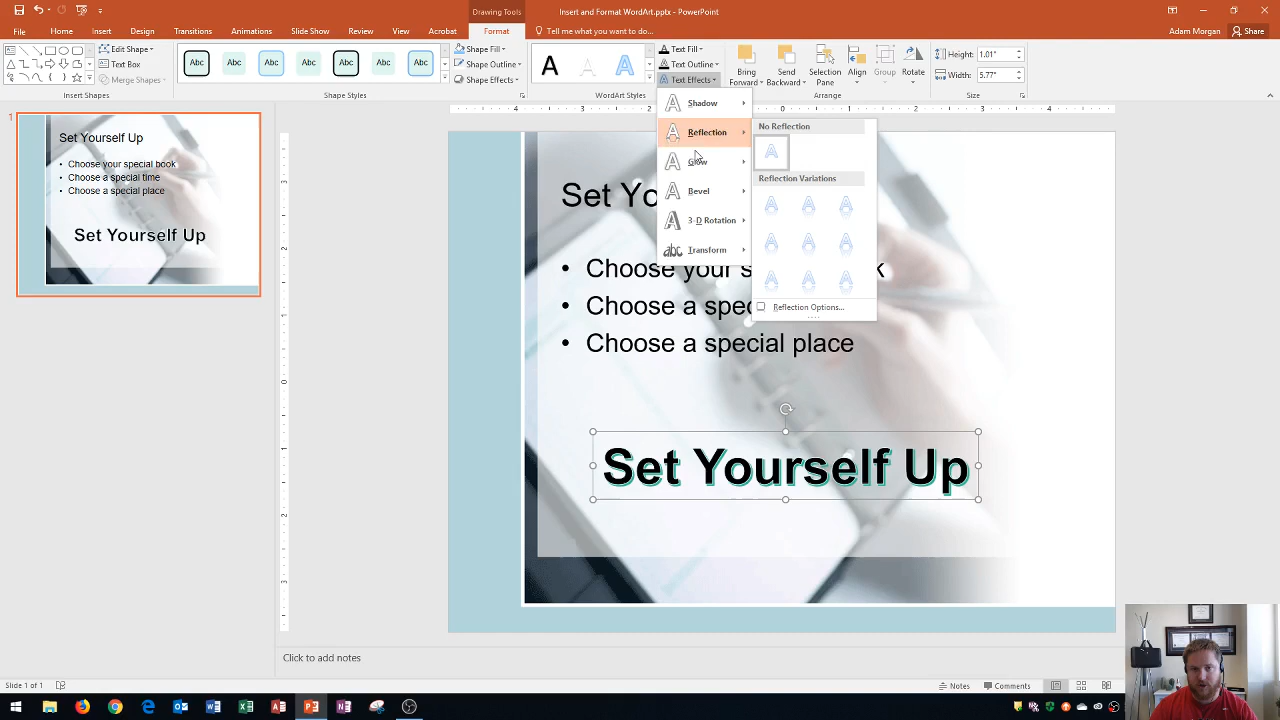 Drawing Tools
Insert and Format WordArt.pptx - PowerPoint
File
Home
Insert
Design
Transitions
Animations
Slide Show
Review
View
Acrobat
Format
Tell me what you want to do...
Adam Morgan
Share
Edit Shape
Text Box
Merge Shapes
Insert Shapes
Abc Abc Abc Abc Abc Abc Abc
Shape Fill
Shape Outline
Shape Effects
Shape Styles
A A A
Text Fill
Text Outline
Text Effects
WordArt Styles
Bring Forward
Send Backward
Selection Pane
Align
Group
Rotate
Arrange
Height: 1.01"
Width: 5.77"
Size
Shadow
Reflection
Glow
Bevel
3-D Rotation
Transform
No Reflection
Reflection Variations
Reflection Options...
1
Set Yourself Up
• Choose your special book
• Choose a special time
• Choose a special place
Set Yourself Up
Set Yo
• Choose your s k
• Choose a spec
• Choose a special place
Set Yourself Up
Click to add notes
Slide 1 of 1
Notes
Comments